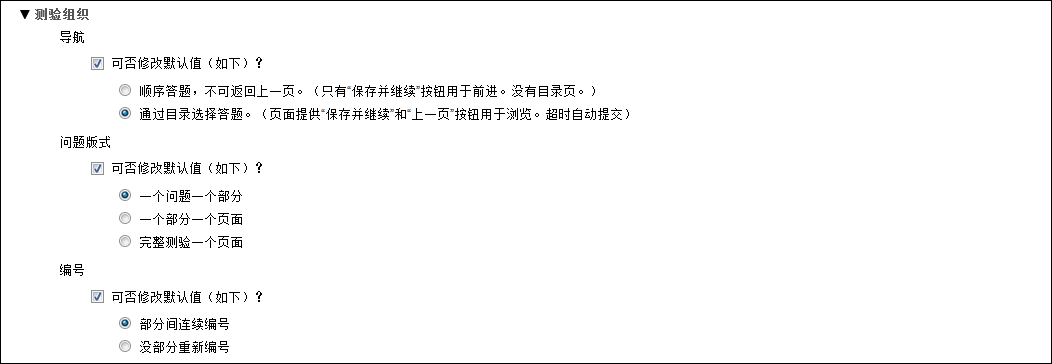 ▼ 测验组织
导航
可否修改默认值（如下）？
顺序答题，不可返回上一页。（只有“保存并继续”按钮用于前进。没有目录页。）
通过目录选择答题。（页面提供“保存并继续”和“上一页”按钮用于浏览。超时自动提交）
问题版式
可否修改默认值（如下）？
一个问题一个部分
一个部分一个页面
完整测验一个页面
编号
可否修改默认值（如下）？
部分间连续编号
没部分重新编号